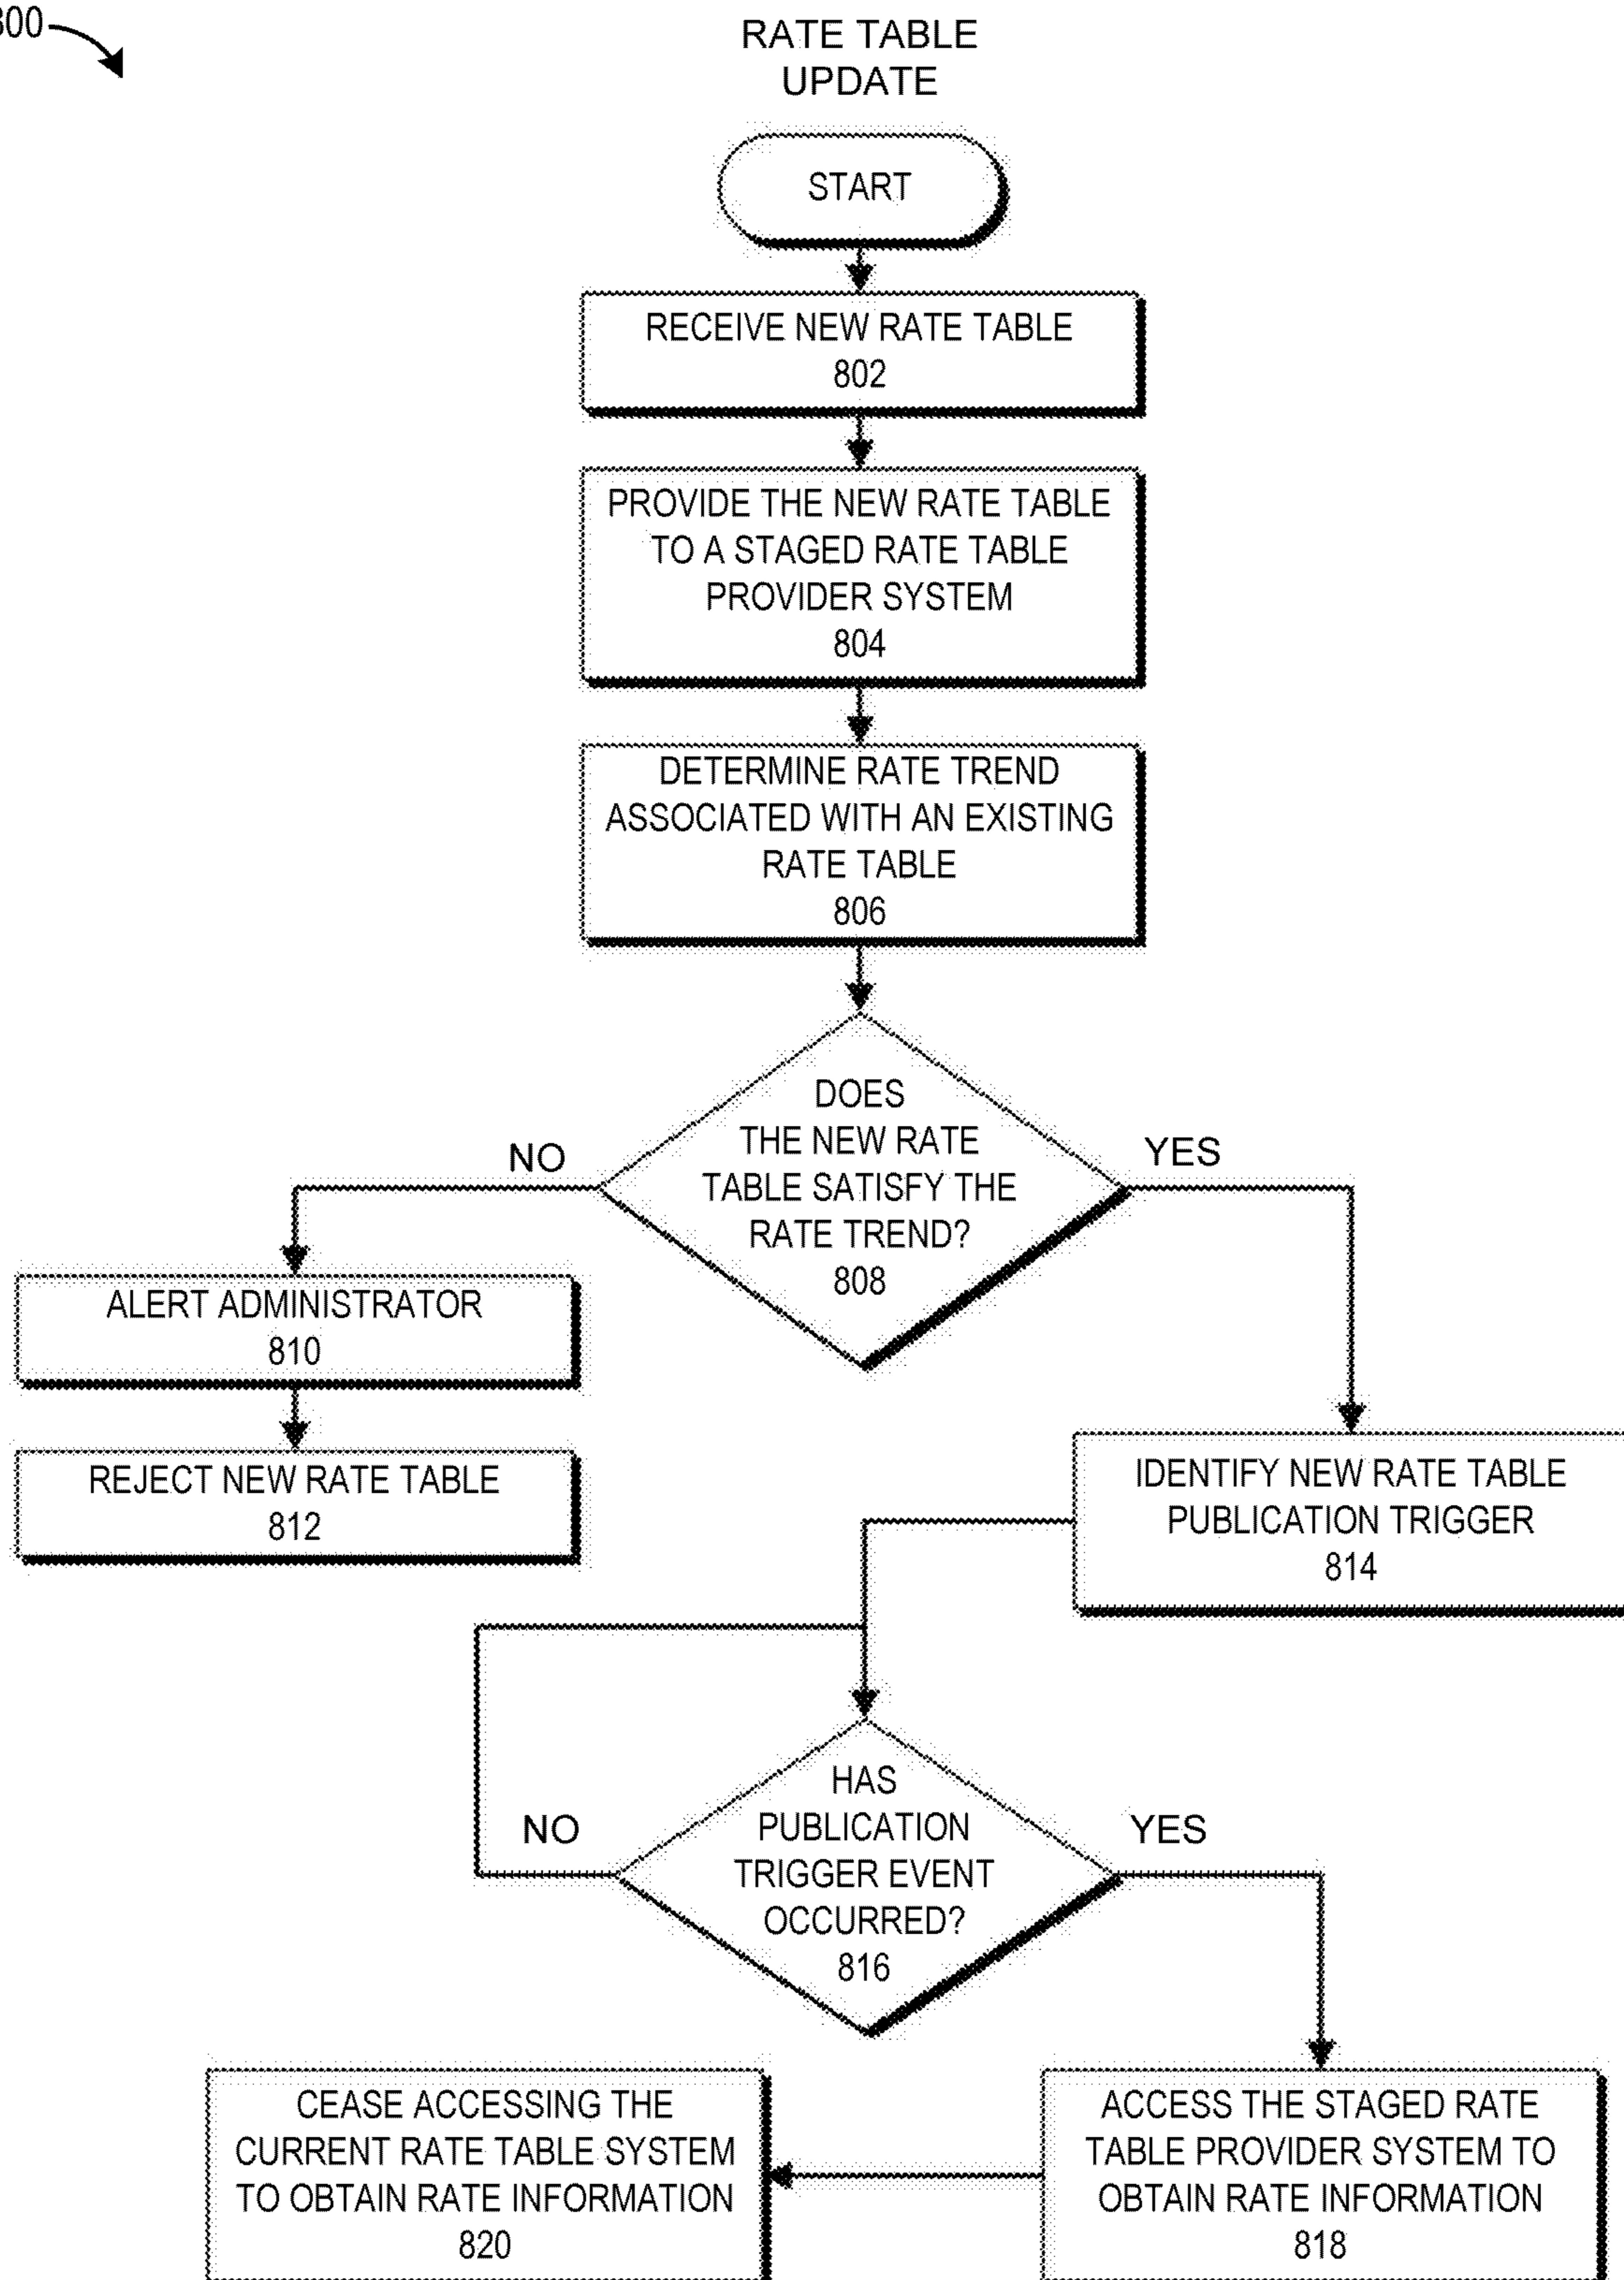 RATE TABLE
UPDATE
START
RECEIVE NEW RATE TABLE
802
PROVIDE THE NEW RATE TABLE
TO A STAGED RATE TABLE
PROVIDER SYSTEM
804
DETERMINE RATE TREND
ASSOCIATED WITH AN EXISTING
RATE TABLE
806
DOES
THE NEW RATE
TABLE SATISFY THE
RATE TREND?
808
NO
YES
ALERT ADMINISTRATOR
810
REJECT NEW RATE TABLE
812
IDENTIFY NEW RATE TABLE
PUBLICATION TRIGGER
814
HAS
PUBLICATION
TRIGGER EVENT
OCCURRED?
816
NO
YES
ACCESS THE STAGED RATE
TABLE PROVIDER SYSTEM TO
OBTAIN RATE INFORMATION
818
CEASE ACCESSING THE
CURRENT RATE TABLE SYSTEM
TO OBTAIN RATE INFORMATION
820